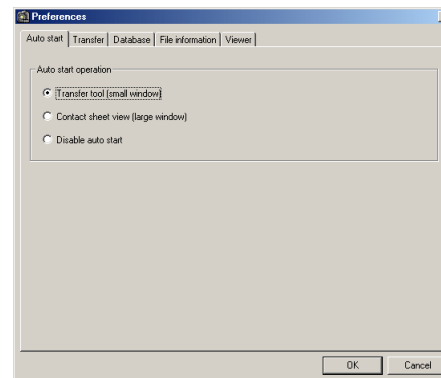 Preferences
Auto start Transfer Database File information Viewer
Auto start operation
Transfer tool (small window)
Contact sheet view (large window)
Disable auto start
OK Cancel